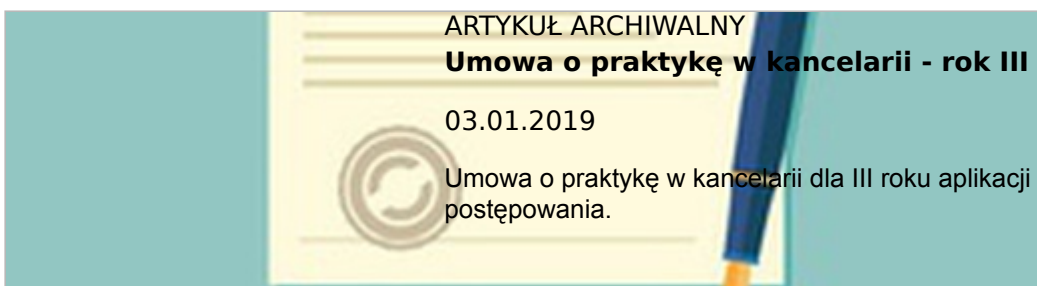 ARTYKUŁ ARCHIWALNY
Umowa o praktykę w kancelarii - rok III
03.01.2019
Umowa o praktykę w kancelarii dla III roku aplikacji
postępowania.